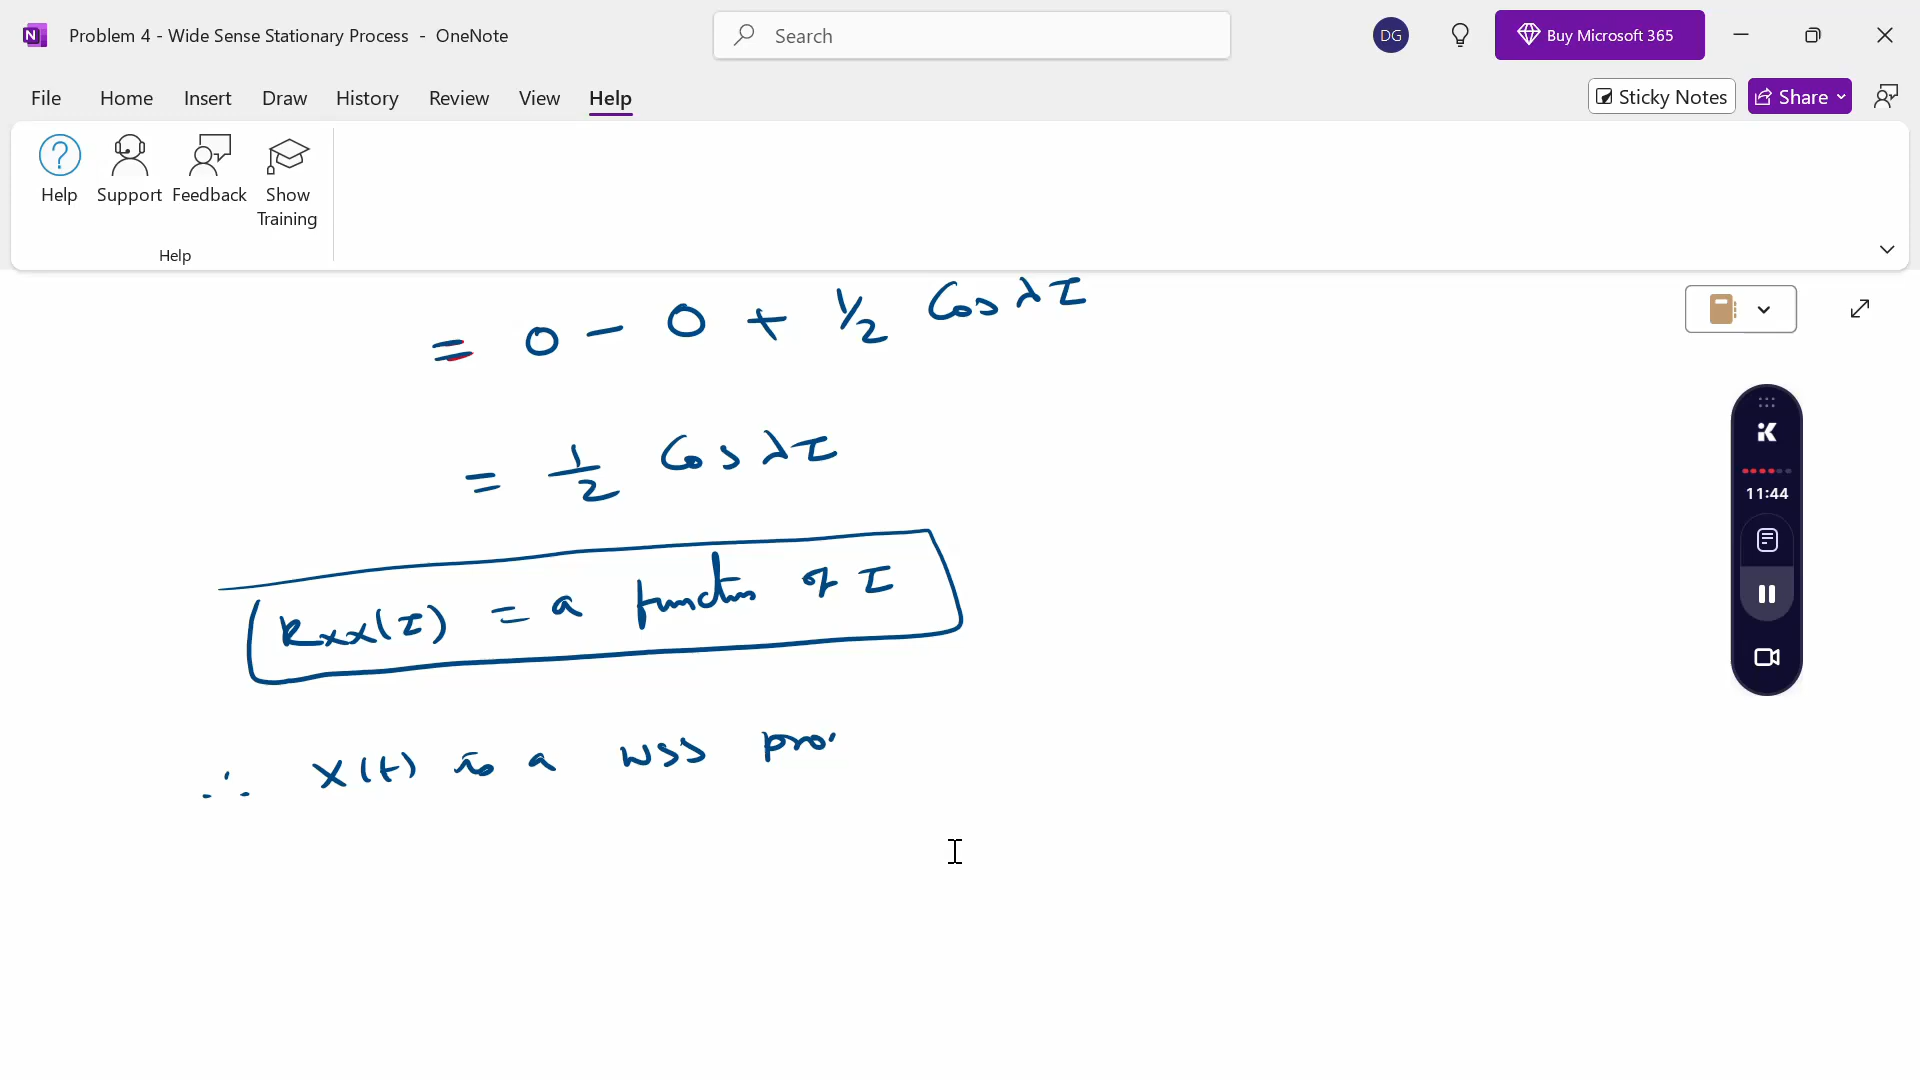 Problem 4 - Wide Sense Stationary Process - OneNote
Search
DG
Buy Microsoft 365
File Home Insert Draw History Review View Help
Sticky Notes
Share
Help Support Feedback Show Training
Help
= 0 - 0 + 1/2 Cos λτ
= 1/2 Cos λτ
Rxx(τ) = a function of τ
∴ X(t) is a WSS pro
11:44